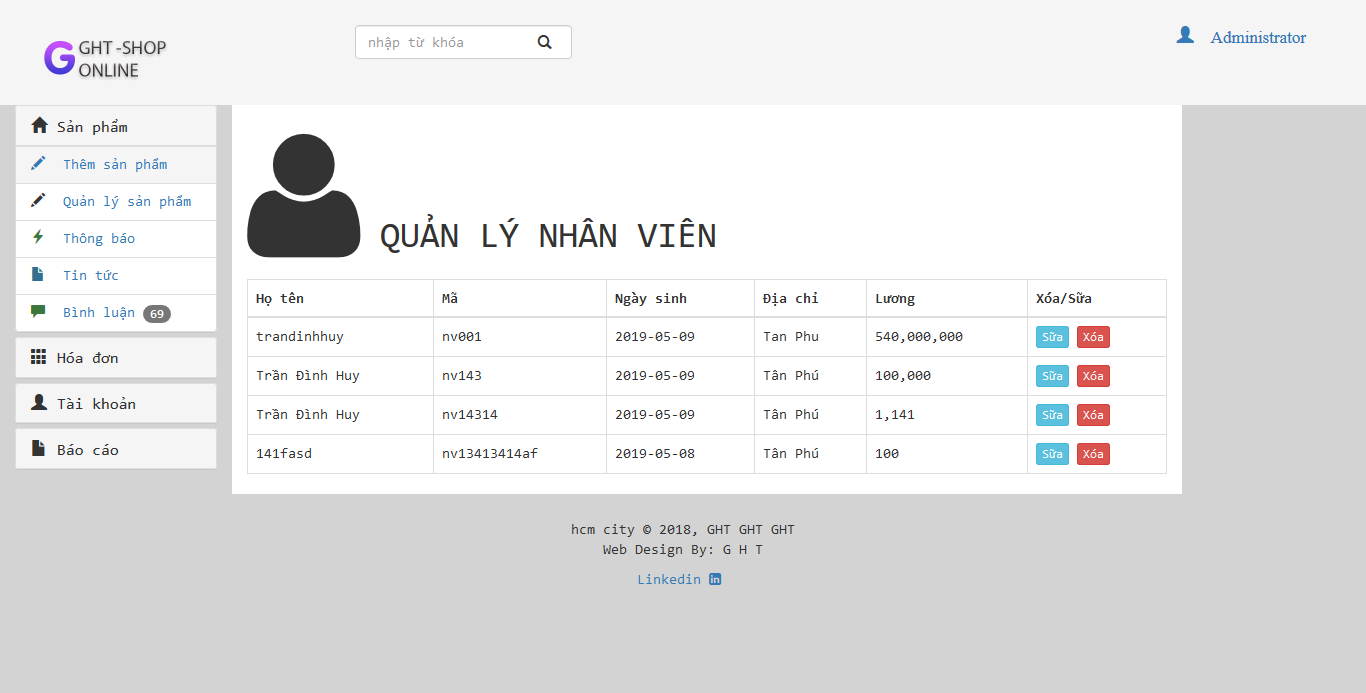 GHT-SHOP
ONLINE
nhập từ khóa
Administrator
Sản phẩm
Thêm sản phẩm
Quản lý sản phẩm
Thông báo
Tin tức
Bình luận 69
Hóa đơn
Tài khoản
Báo cáo
QUẢN LÝ NHÂN VIÊN
Họ tên Mã Ngày sinh Địa chỉ Lương Xóa/Sữa
trandinhhuy nv001 2019-05-09 Tan Phu 540,000,000 Sữa Xóa
Trần Đình Huy nv143 2019-05-09 Tân Phú 100,000 Sữa Xóa
Trần Đình Huy nv14314 2019-05-09 Tân Phú 1,141 Sữa Xóa
141fasd nv13413414af 2019-05-08 Tân Phú 100 Sữa Xóa
hcm city © 2018, GHT GHT GHT
Web Design By: G H T
Linkedin